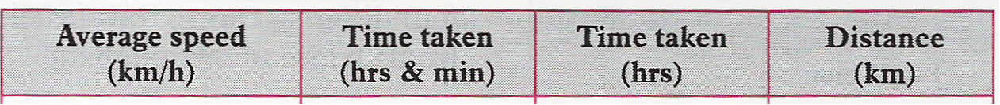 Average speed
(km/h)
Time taken
(hrs & min)
Time taken
(hrs)
Distance
(km)